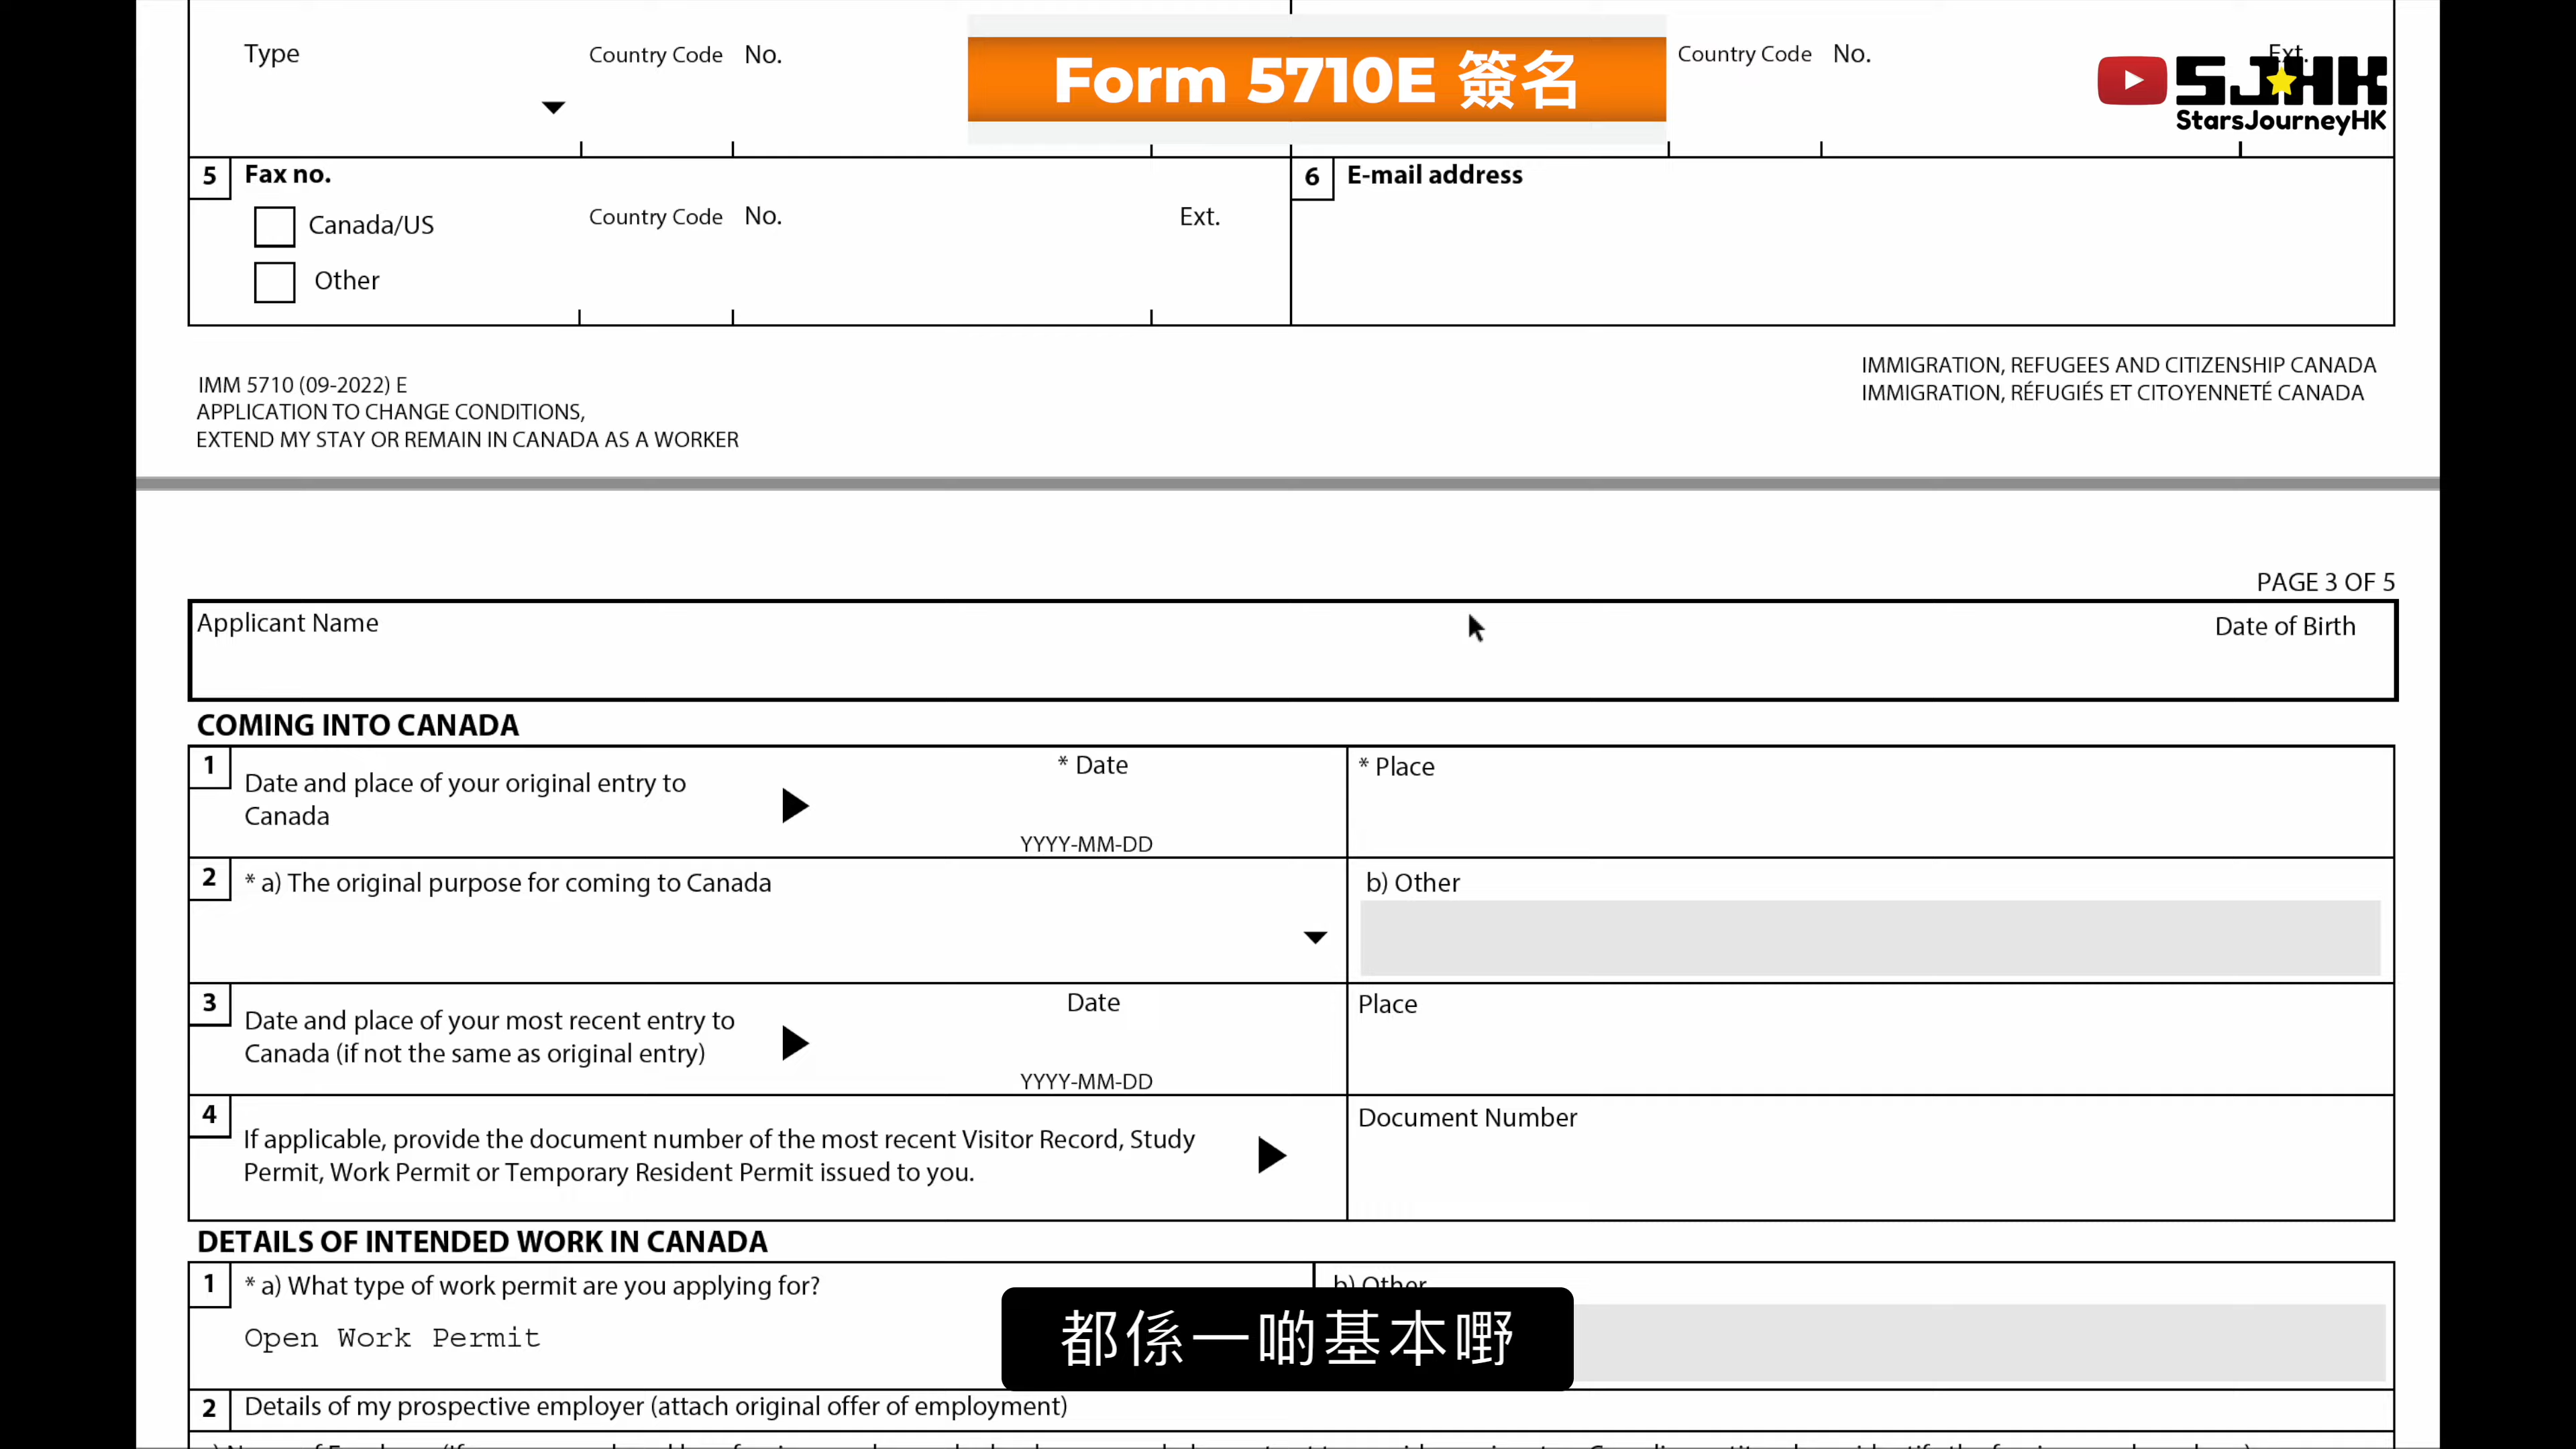 Type
Country Code
No.
Form 5710E 簽名
Country Code
No.
Ext.
SJHK
StarsJourneyHK
5
Fax no.
Canada/US
Other
Country Code
No.
Ext.
6
E-mail address
IMM 5710 (09-2022) E
APPLICATION TO CHANGE CONDITIONS,
EXTEND MY STAY OR REMAIN IN CANADA AS A WORKER
IMMIGRATION, REFUGEES AND CITIZENSHIP CANADA
IMMIGRATION, RÉFUGIÉS ET CITOYENNETÉ CANADA
PAGE 3 OF 5
Applicant Name
Date of Birth
COMING INTO CANADA
1
Date and place of your original entry to
Canada
* Date
YYYY-MM-DD
* Place
2
* a) The original purpose for coming to Canada
b) Other
3
Date and place of your most recent entry to
Canada (if not the same as original entry)
Date
YYYY-MM-DD
Place
4
If applicable, provide the document number of the most recent Visitor Record, Study
Permit, Work Permit or Temporary Resident Permit issued to you.
Document Number
DETAILS OF INTENDED WORK IN CANADA
1
* a) What type of work permit are you applying for?
Open Work Permit
b) Other
都係一啲基本嘢
2
Details of my prospective employer (attach original offer of employment)